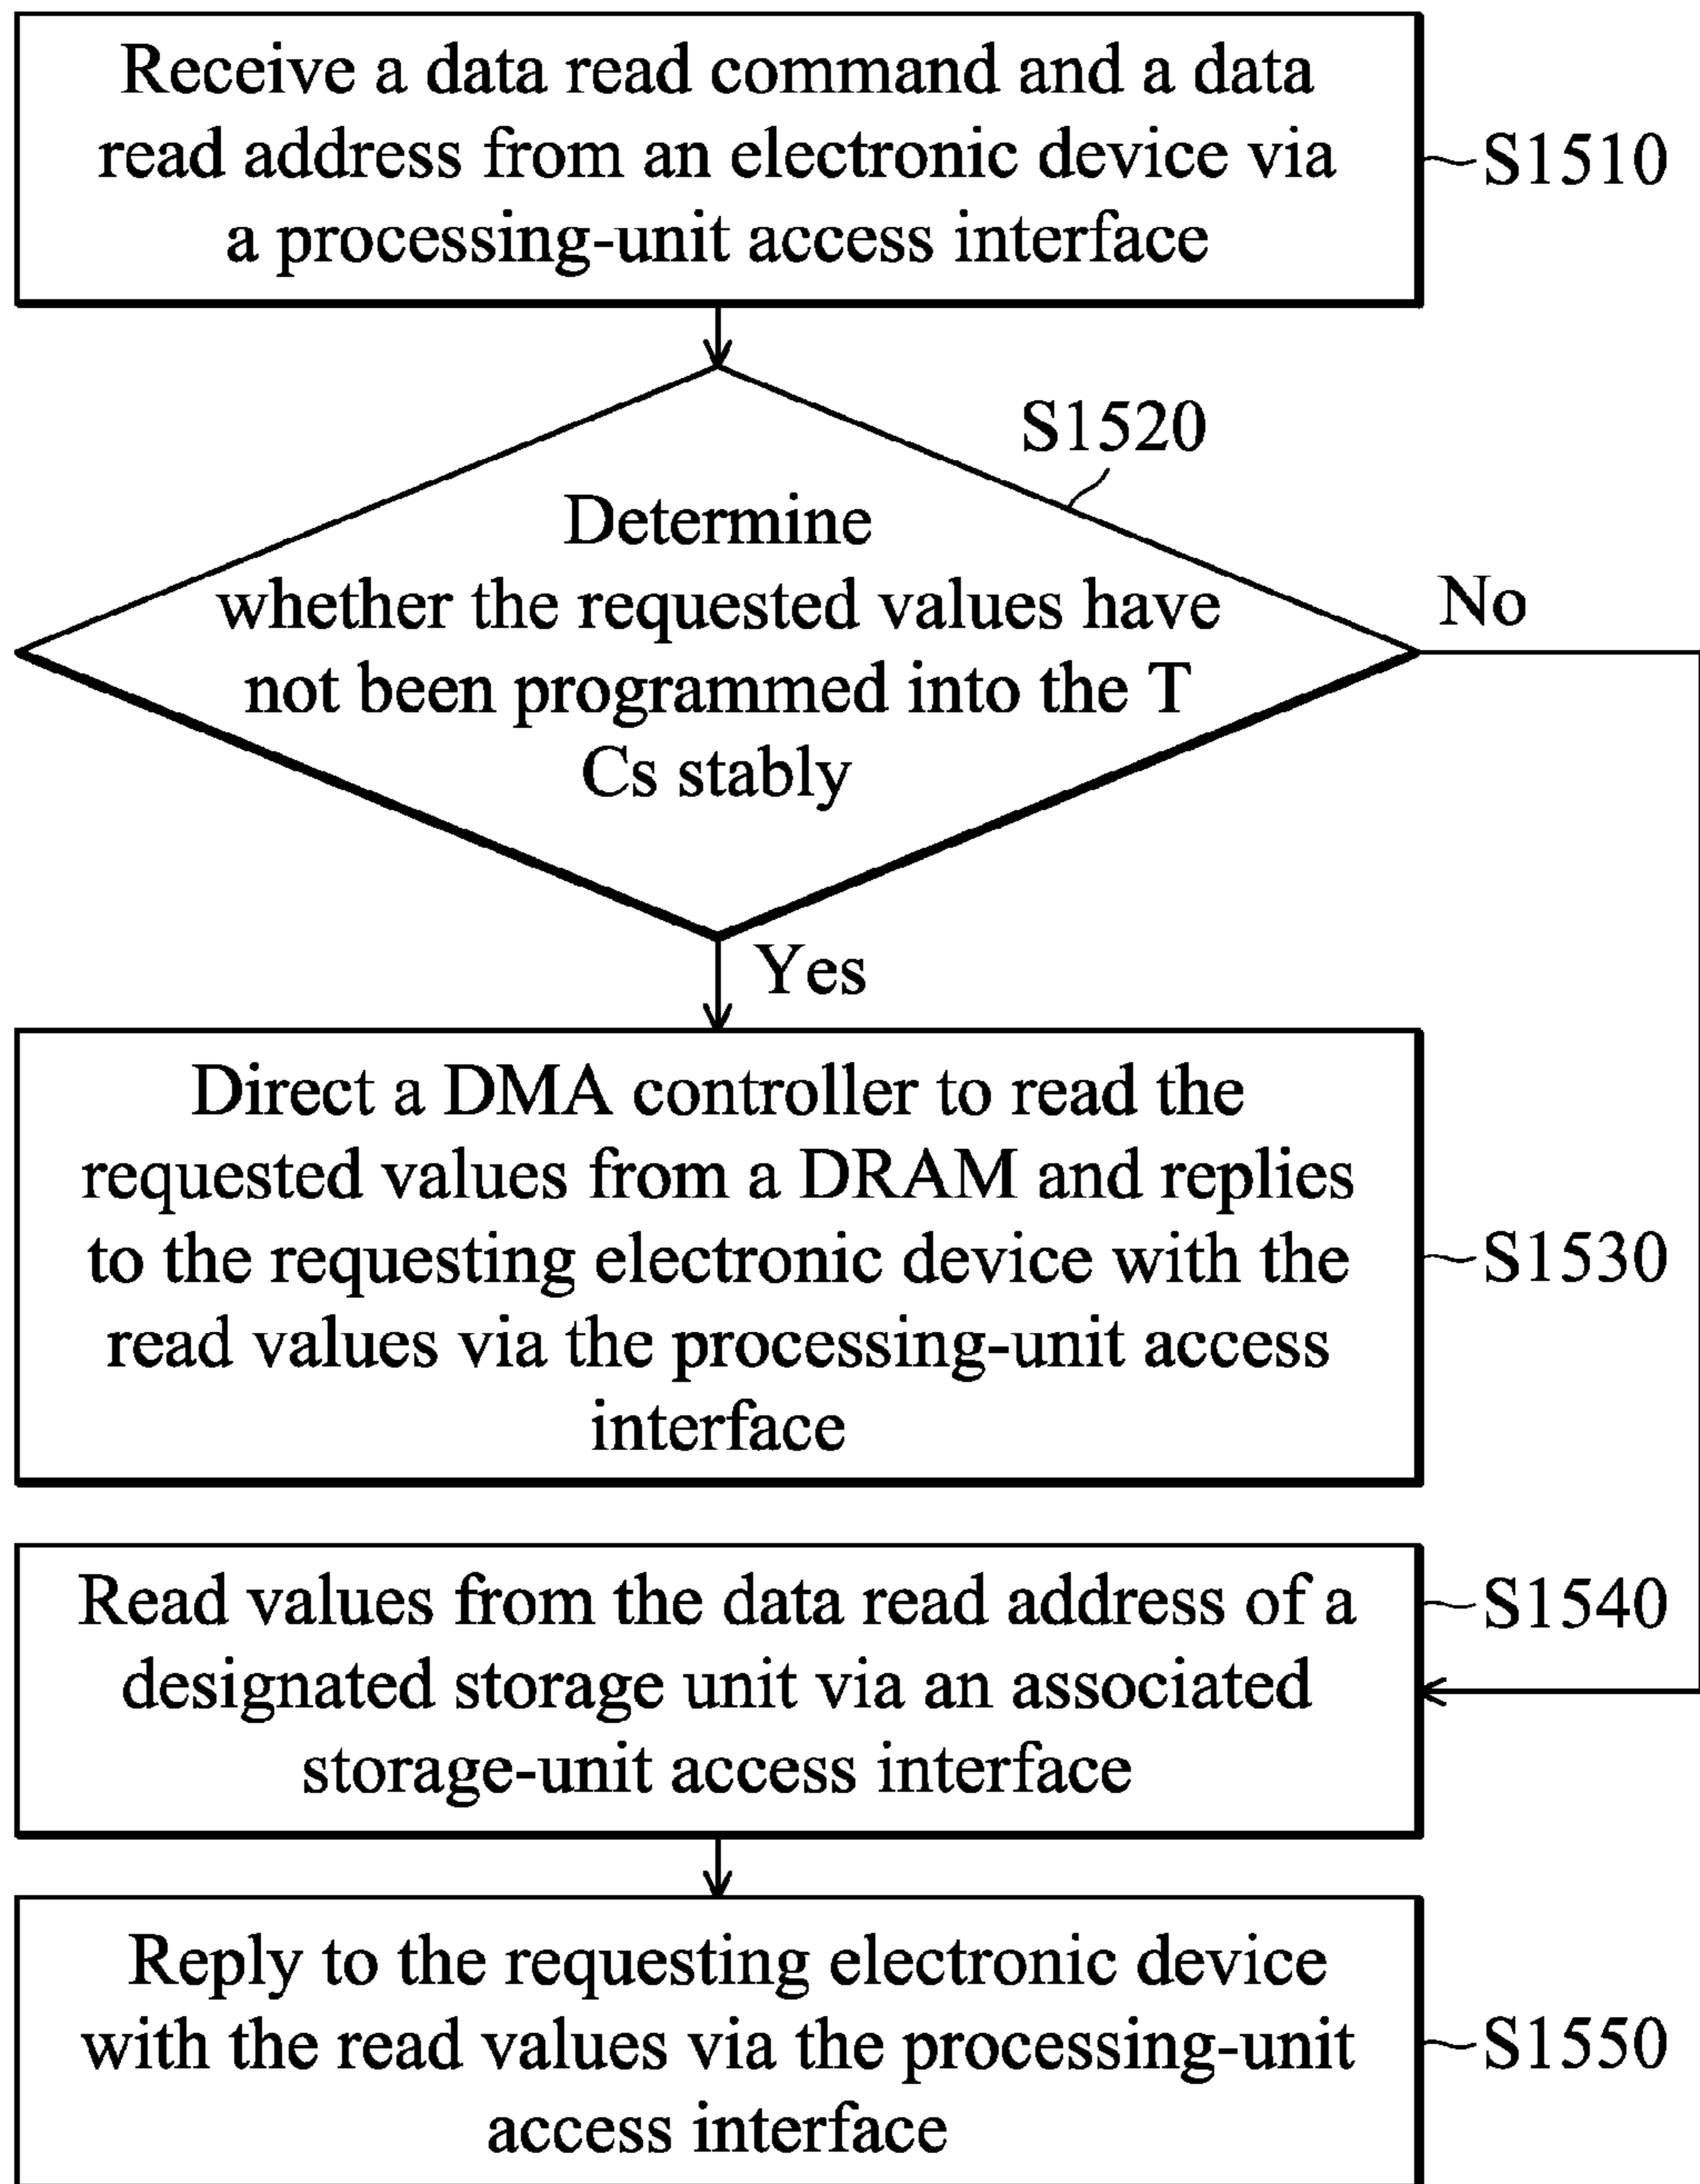 Receive a data read command and a data
read address from an electronic device via
a processing-unit access interface
S1510
S1520
Determine
whether the requested values have
not been programmed into the T
Cs stably
No
Yes
Direct a DMA controller to read the
requested values from a DRAM and replies
to the requesting electronic device with the
read values via the processing-unit access
interface
S1530
Read values from the data read address of a
designated storage unit via an associated
storage-unit access interface
S1540
Reply to the requesting electronic device
with the read values via the processing-unit
access interface
S1550